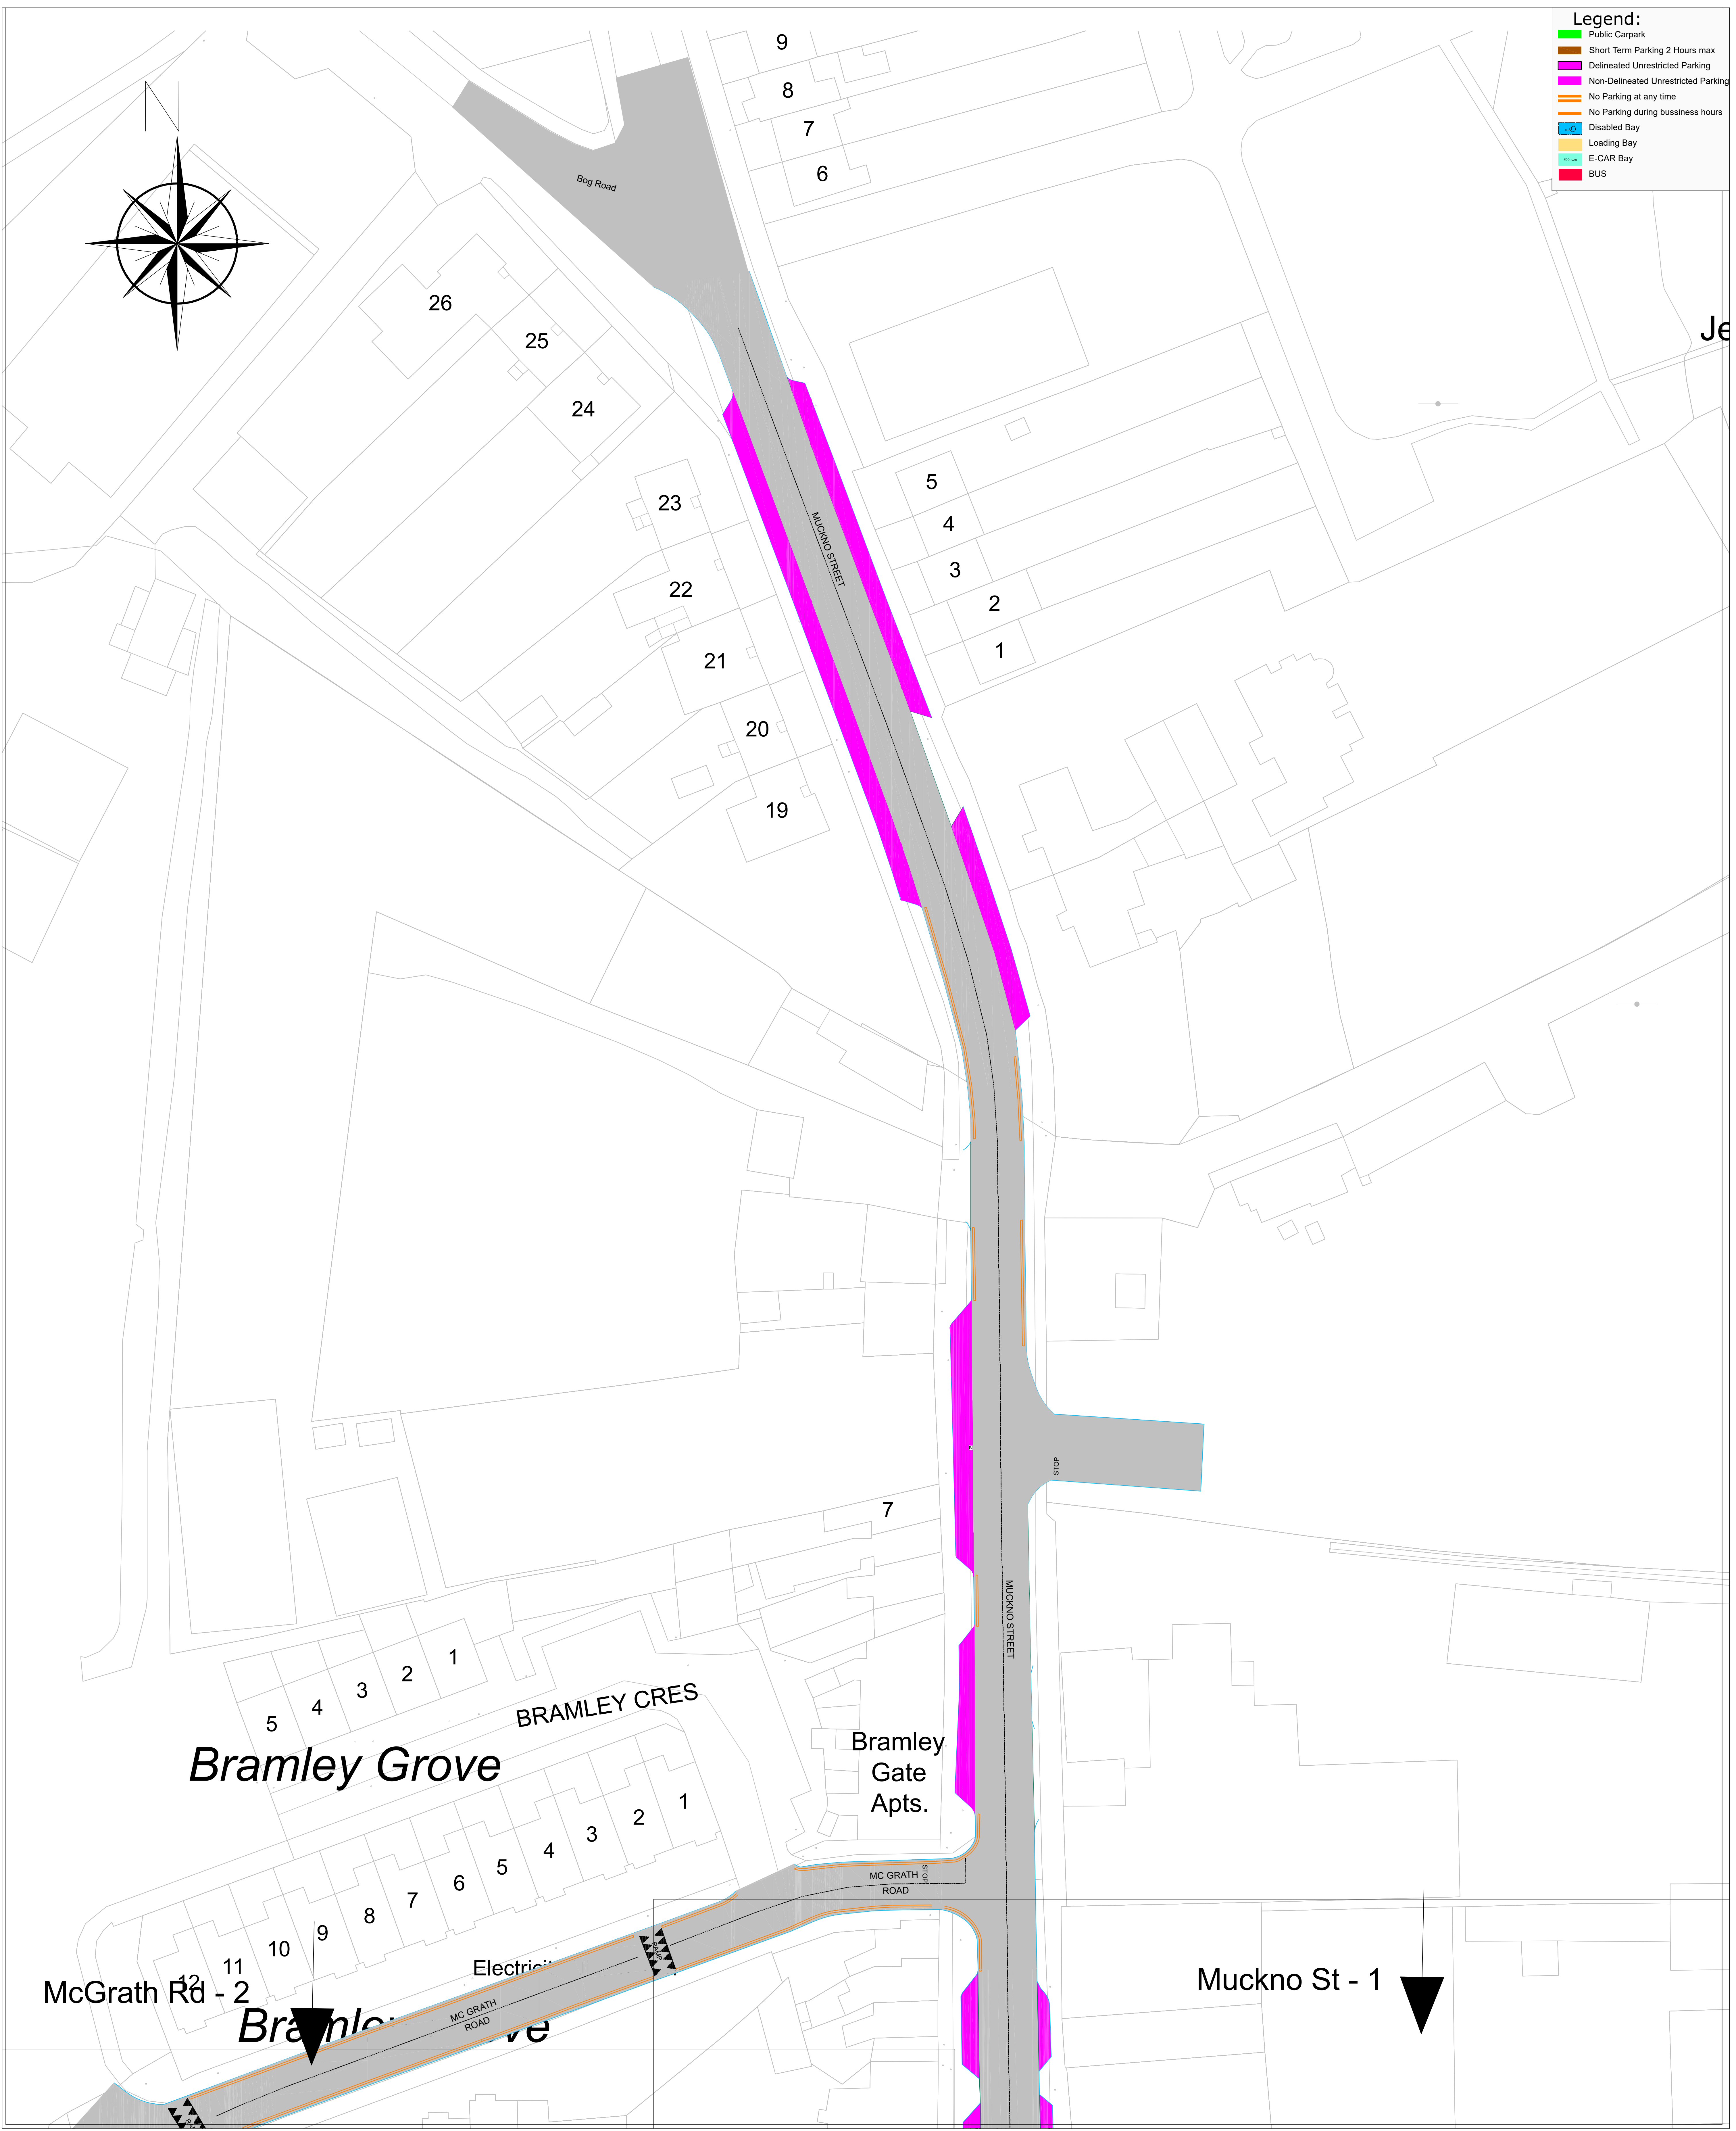 Legend:
Public Carpark
Short Term Parking 2 Hours max
Delineated Unrestricted Parking
Non-Delineated Unrestricted Parking
No Parking at any time
No Parking during bussiness hours
Disabled Bay
Loading Bay
E-CAR Bay
BUS
N
9
8
7
6
Bog Road
26
25
24
Je
23
22
21
20
19
MUCKNO STREET
5
4
3
2
1
STOP
7
MUCKNO STREET
1
2
3
4
5
BRAMLEY CRES
Bramley Grove
Bramley
Gate
Apts.
1
2
3
4
5
6
7
8
9
10
11
12
MC GRATH
ROAD
STOP
McGrath Rd - 2
RAMP
MC GRATH
ROAD
Muckno St - 1